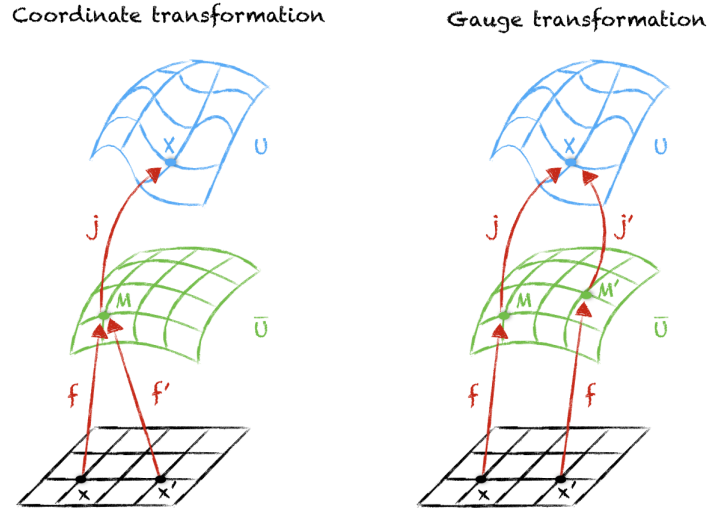 Coordinate transformation
X
U
j
M
Ū
f
f'
x
x'
Gauge transformation
X
U
j
j'
M
M'
Ū
f
f
x
x'